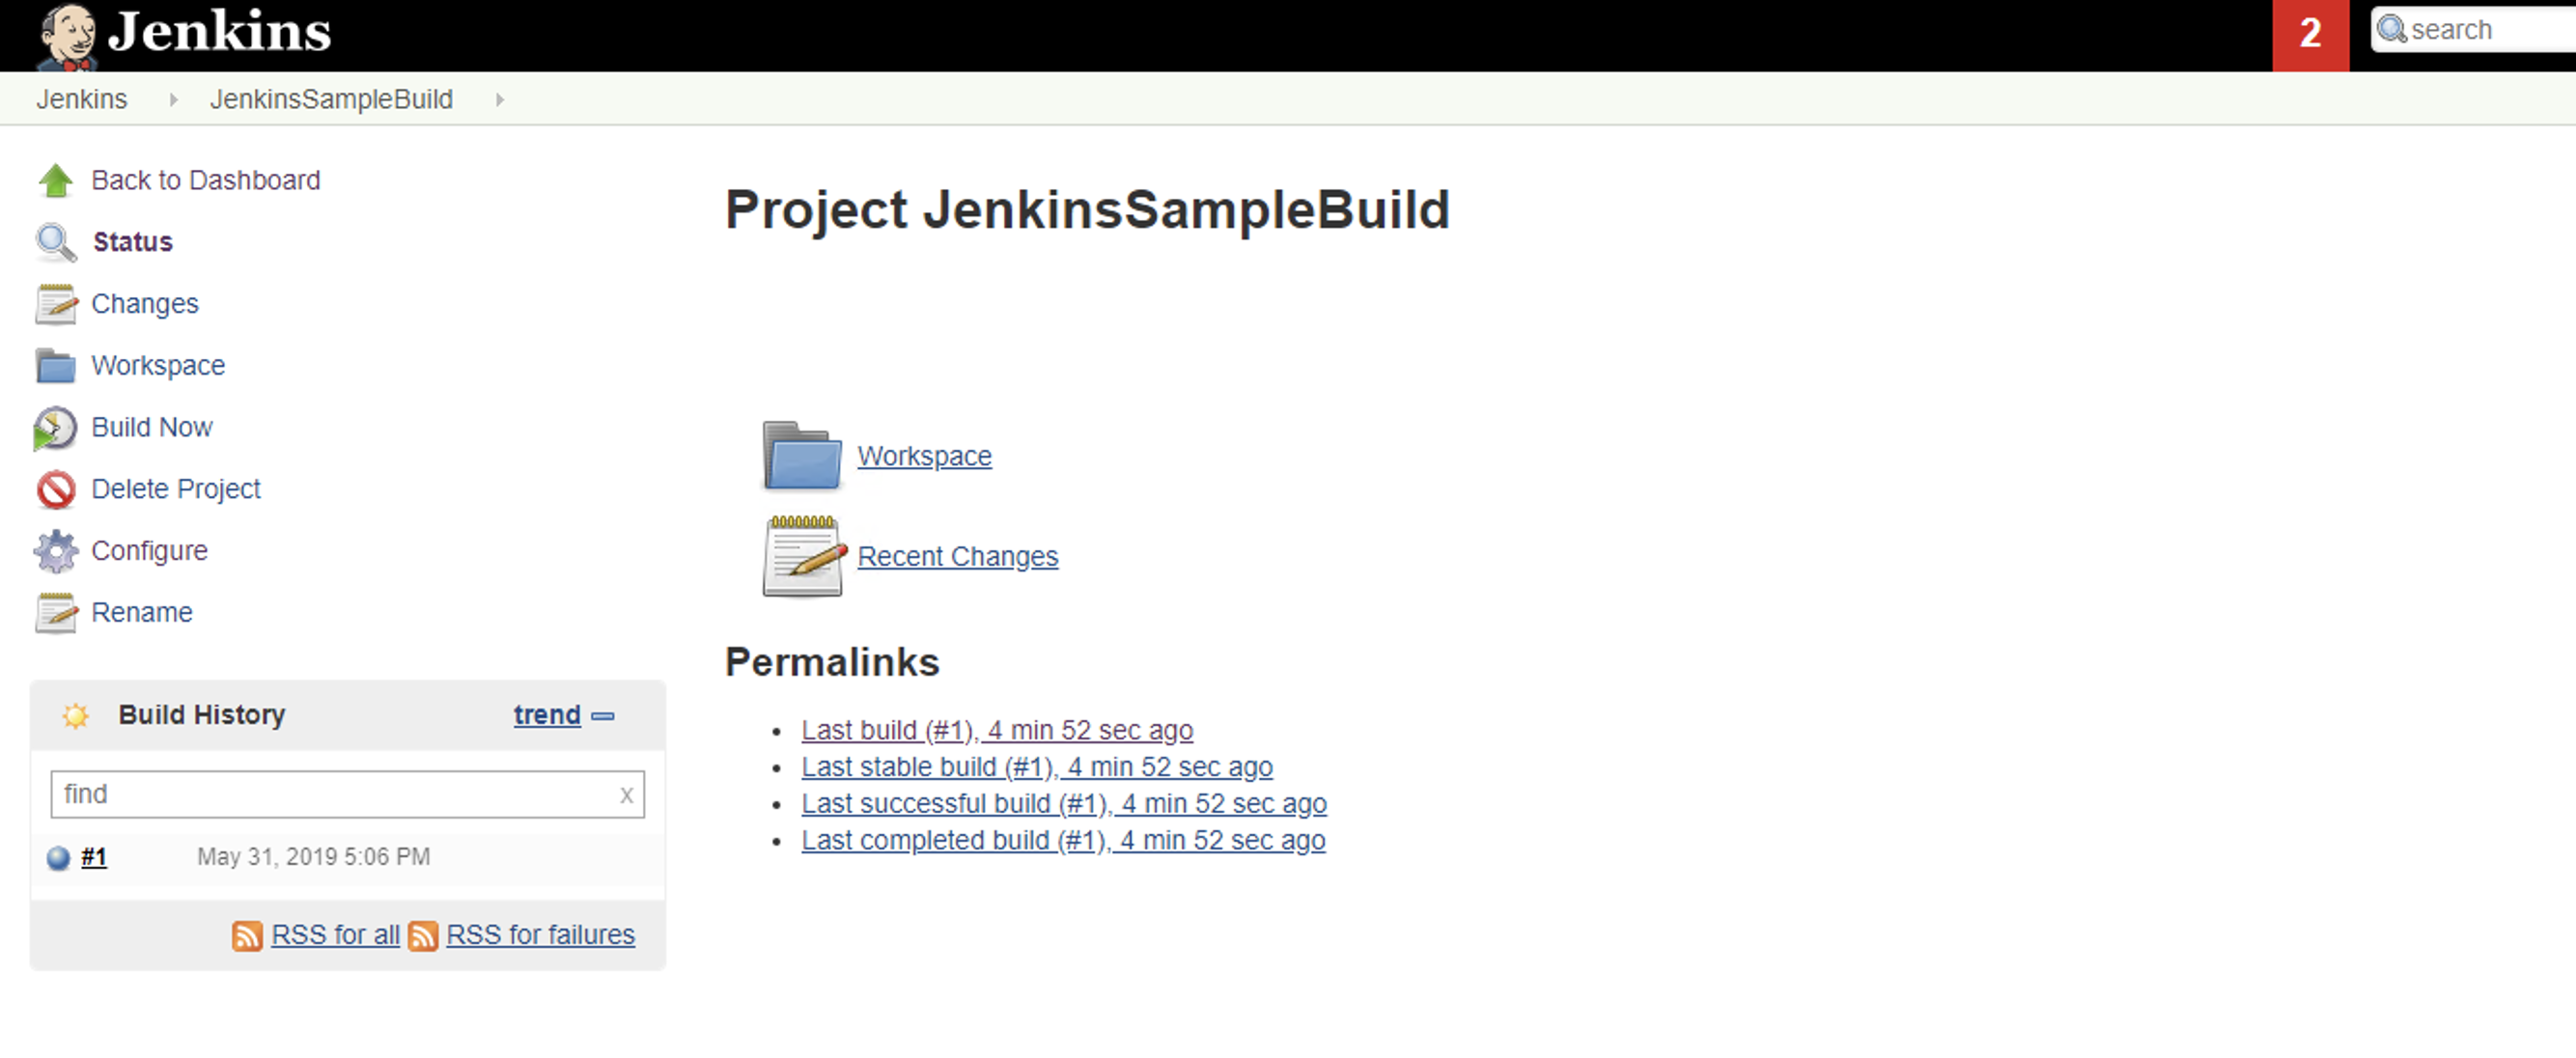 Jenkins
2
search
Jenkins JenkinsSampleBuild
Back to Dashboard
Status
Changes
Workspace
Build Now
Delete Project
Configure
Rename
Build History trend
find x
#1 May 31, 2019 5:06 PM
RSS for all RSS for failures
Project JenkinsSampleBuild
Workspace
Recent Changes
Permalinks
Last build (#1), 4 min 52 sec ago
Last stable build (#1), 4 min 52 sec ago
Last successful build (#1), 4 min 52 sec ago
Last completed build (#1), 4 min 52 sec ago